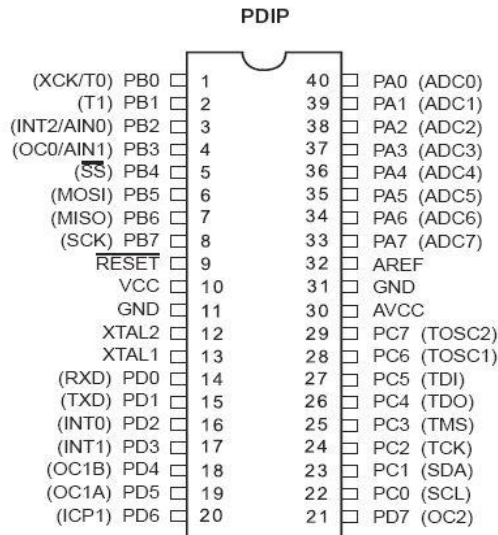 PDIP
(XCK/T0) PB0 1 40 PA0 (ADC0)
(T1) PB1 2 39 PA1 (ADC1)
(INT2/AIN0) PB2 3 38 PA2 (ADC2)
(OC0/AIN1) PB3 4 37 PA3 (ADC3)
(SS) PB4 5 36 PA4 (ADC4)
(MOSI) PB5 6 35 PA5 (ADC5)
(MISO) PB6 7 34 PA6 (ADC6)
(SCK) PB7 8 33 PA7 (ADC7)
RESET 9 32 AREF
VCC 10 31 GND
GND 11 30 AVCC
XTAL2 12 29 PC7 (TOSC2)
XTAL1 13 28 PC6 (TOSC1)
(RXD) PD0 14 27 PC5 (TDI)
(TXD) PD1 15 26 PC4 (TDO)
(INT0) PD2 16 25 PC3 (TMS)
(INT1) PD3 17 24 PC2 (TCK)
(OC1B) PD4 18 23 PC1 (SDA)
(OC1A) PD5 19 22 PC0 (SCL)
(ICP1) PD6 20 21 PD7 (OC2)